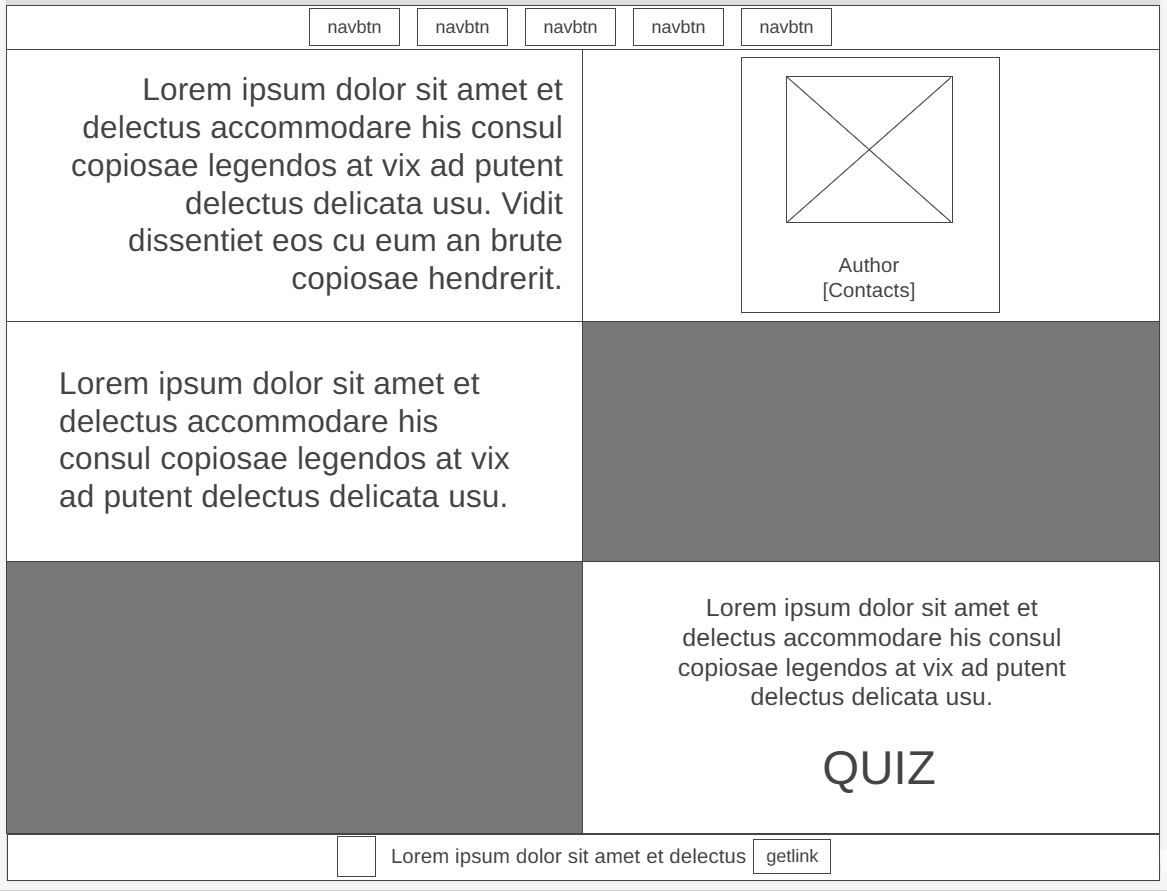 navbtn navbtn navbtn navbtn navbtn
Lorem ipsum dolor sit amet et
delectus accommodare his consul
copiosae legendos at vix ad putent
delectus delicata usu. Vidit
dissentiet eos cu eum an brute
copiosae hendrerit.
Author
[Contacts]
Lorem ipsum dolor sit amet et
delectus accommodare his
consul copiosae legendos at vix
ad putent delectus delicata usu.
Lorem ipsum dolor sit amet et
delectus accommodare his consul
copiosae legendos at vix ad putent
delectus delicata usu.
QUIZ
Lorem ipsum dolor sit amet et delectus getlink